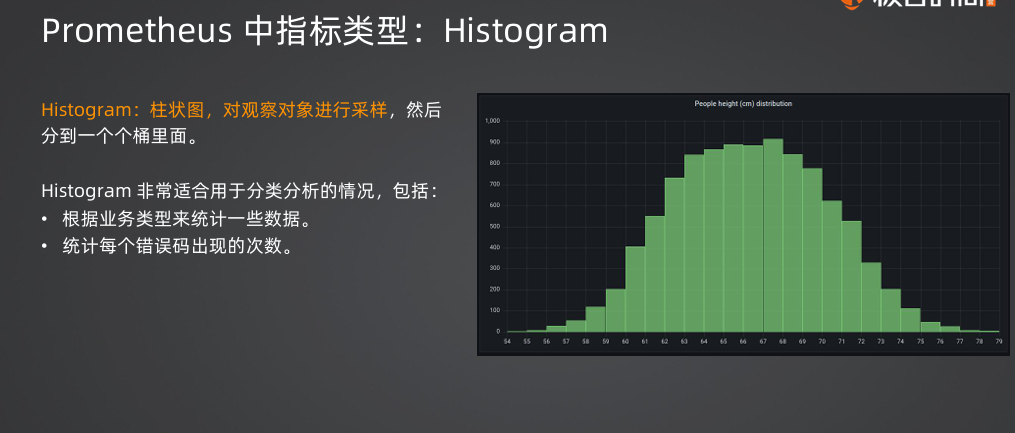 Prometheus 中指标类型：Histogram
Histogram：柱状图，对观察对象进行采样，然后
分到一个个桶里面。
Histogram 非常适合用于分类分析的情况，包括：
• 根据业务类型来统计一些数据。
• 统计每个错误码出现的次数。
People height (cm) distribution
1,000
900
800
700
600
500
400
300
200
100
0
54 55 56 57 58 59 60 61 62 63 64 65 66 67 68 69 70 71 72 73 74 75 76 77 78 79